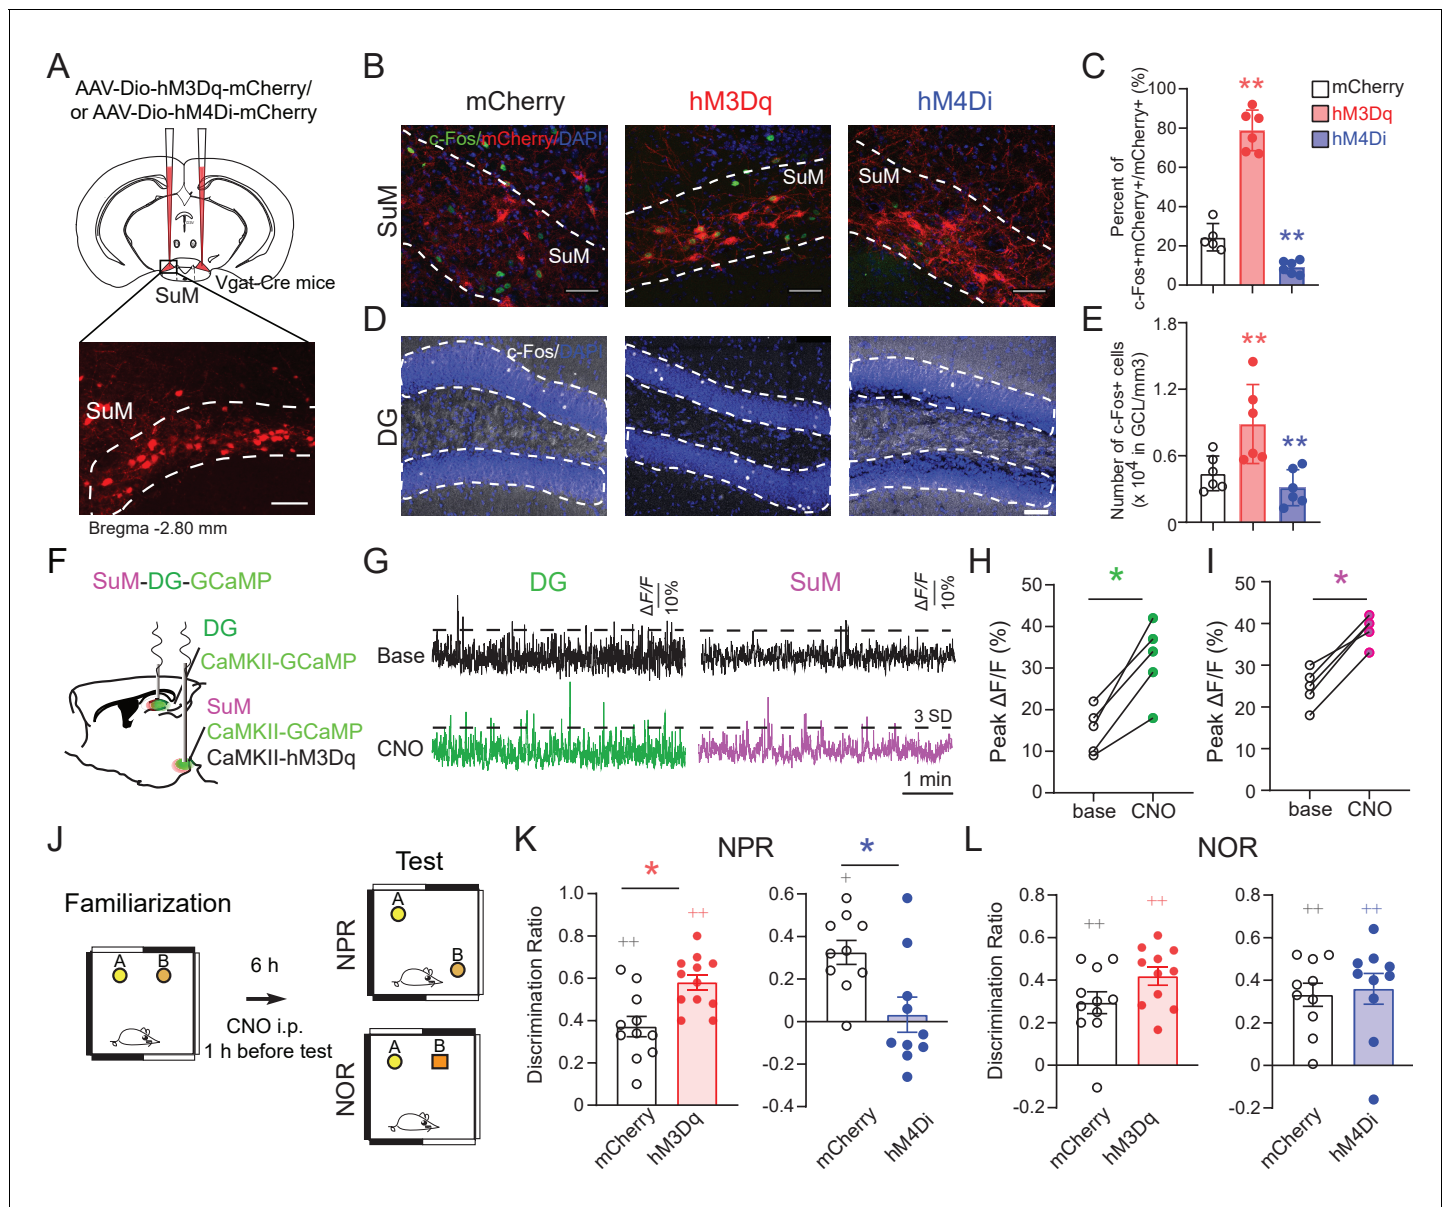 A
AAV-Dio-hM3Dq-mCherry/
or AAV-Dio-hM4Di-mCherry
Vgat-Cre mice
SuM
SuM
Bregma -2.80 mm
B
mCherry
hM3Dq
hM4Di
SuM
c-Fos/mCherry/DAPI
SuM
SuM
SuM
C
Percent of
c-Fos+mCherry+/mCherry+ (%)
100
80
60
40
20
0
**
**
mCherry
hM3Dq
hM4Di
D
DG
c-Fos/DAPI
E
Number of c-Fos+ cells
(x 10⁴ in GCL/mm3)
1.8
1.2
0.6
0
**
**
F
SuM-DG-GCaMP
DG
CaMKII-GCaMP
SuM
CaMKII-GCaMP
CaMKII-hM3Dq
G
DG
SuM
ΔF/F
10%
ΔF/F
10%
Base
CNO
3 SD
1 min
H
Peak ΔF/F (%)
50
40
30
20
10
0
*
base
CNO
I
Peak ΔF/F (%)
50
40
30
20
10
0
*
base
CNO
J
Familiarization
A
B
6 h
CNO i.p.
1 h before test
Test
NPR
A
B
NOR
A
B
K
NPR
Discrimination Ratio
1.0
0.8
0.6
0.4
0.2
0
*
++
++
mCherry
hM3Dq
0.6
0.4
0.2
0
-0.2
-0.4
*
+
mCherry
hM4Di
L
NOR
Discrimination Ratio
0.8
0.6
0.4
0.2
0
-0.2
++
++
mCherry
hM3Dq
0.8
0.6
0.4
0.2
0
-0.2
++
++
mCherry
hM4Di